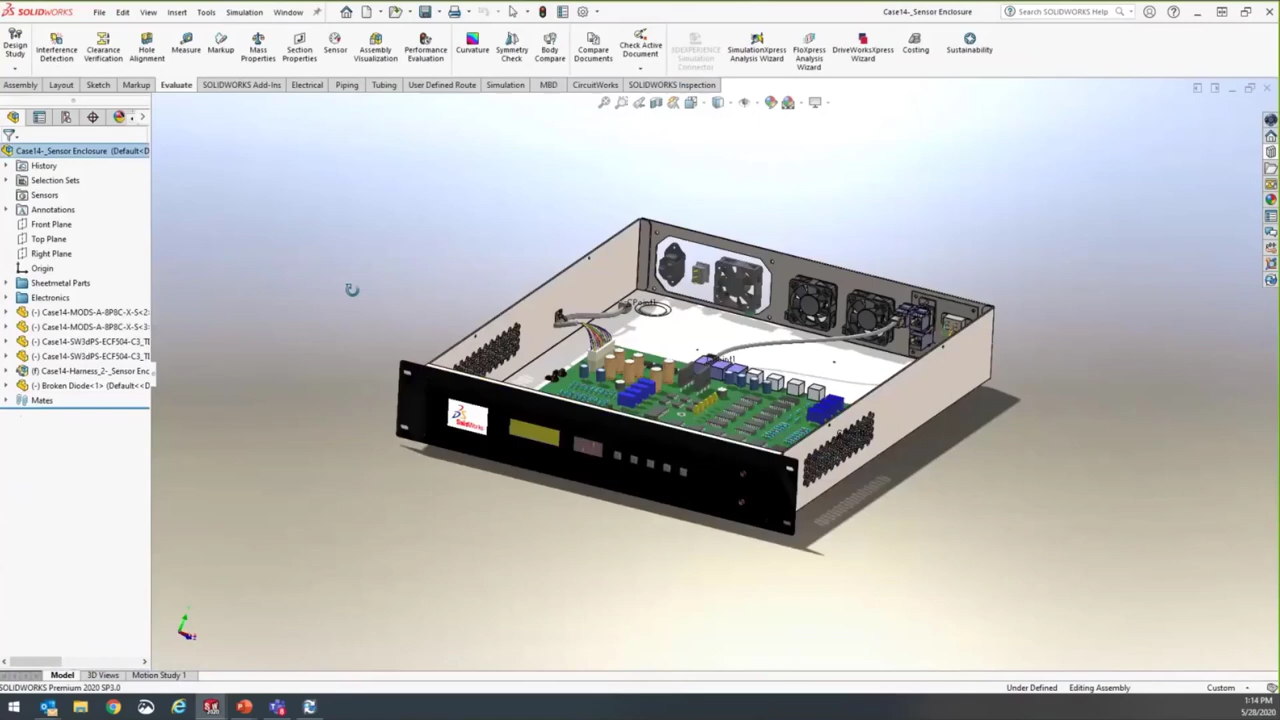 SOLIDWORKS File Edit View Insert Tools Simulation Window Case14-_Sensor Enclosure Search SOLIDWORKS Help
Design Study Interference Detection Clearance Verification Hole Alignment Measure Markup Mass Properties Section Properties Sensor Assembly Visualization Performance Evaluation Curvature Symmetry Check Body Compare Compare Documents Check Active Document 3DEXPERIENCE Simulation Connector SimulationXpress Analysis Wizard FloXpress Analysis Wizard DriveWorksXpress Wizard Costing Sustainability
Assembly Layout Sketch Markup Evaluate SOLIDWORKS Add-Ins Electrical Piping Tubing User Defined Route Simulation MBD CircuitWorks SOLIDWORKS Inspection
Case14-_Sensor Enclosure (Default<D
History
Selection Sets
Sensors
Annotations
Front Plane
Top Plane
Right Plane
Origin
Sheetmetal Parts
Electronics
(-) Case14-MODS-A-8P8C-X-S<2>
(-) Case14-MODS-A-8P8C-X-S<3>
(-) Case14-SW3dPS-ECF504-C3_TI
(-) Case14-SW3dPS-ECF504-C3_TI
(f) Case14-Harness_2-_Sensor Enc
(-) Broken Diode<1> (Default<<D
Mates
CPoint1
SolidWorks
Model 3D Views Motion Study 1
SOLIDWORKS Premium 2020 SP3.0 Under Defined Editing Assembly Custom
1:14 PM
5/28/2020